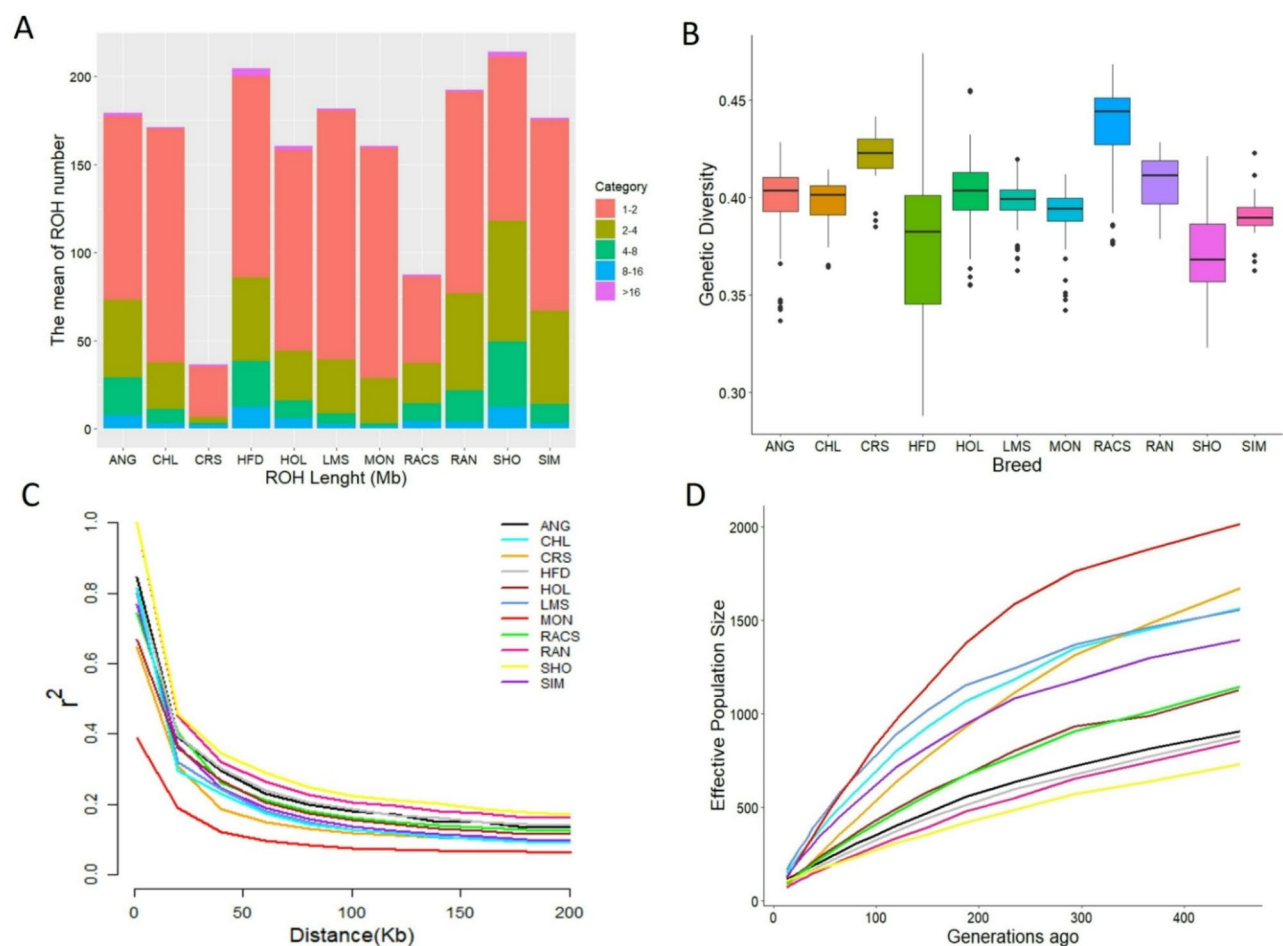 A
The mean of ROH number
200
150
100
50
0
ANG CHL CRS HFD HOL LMS MON RACS RAN SHO SIM
ROH Lenght (Mb)
Category
1-2
2-4
4-8
8-16
>16
B
Genetic Diversity
0.45
0.40
0.35
0.30
ANG CHL CRS HFD HOL LMS MON RACS RAN SHO SIM
Breed
C
r2
1.0
0.8
0.6
0.4
0.2
0.0
0 50 100 150 200
Distance(Kb)
ANG
CHL
CRS
HFD
HOL
LMS
MON
RACS
RAN
SHO
SIM
D
Effective Population Size
2000
1500
1000
500
0
0 100 200 300 400
Generations ago